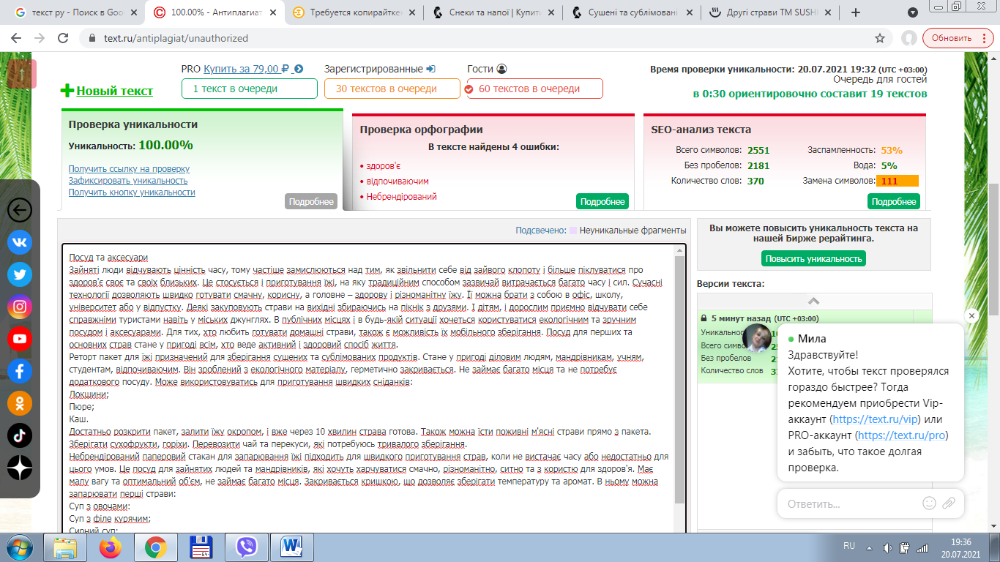 текст ру - Поиск в Goo
100.00% - Антиплагиат
Требуется копирайтер
Снеки та напої | Купити
Сушені та сублімовані
Другі страви ТМ SUSHI
text.ru/antiplagiat/unauthorized
Обновить
Новый текст
PRO Купить за 79,00 ₽
1 текст в очереди
Зарегистрированные
30 текстов в очереди
Гости
60 текстов в очереди
Время проверки уникальности: 20.07.2021 19:32 (UTC +03:00)
Очередь для гостей
в 0:30 ориентировочно составит 19 текстов
Проверка уникальности
Уникальность: 100.00%
Получить ссылку на проверку
Зафиксировать уникальность
Получить кнопку уникальности
Подробнее
Проверка орфографии
В тексте найдены 4 ошибки:
• здоров'є
• відпочиваючим
• Небрендірований
Подробнее
SEO-анализ текста
Всего символов: 2551
Без пробелов: 2181
Количество слов: 370
Заспамленность: 53%
Вода: 5%
Замена символов: 111
Подробнее
Подсвечено: Неуникальные фрагменты
Посуд та аксесуари
Зайняті люди відчувають цінність часу, тому частіше замислюються над тим, як звільнити себе від зайвого клопоту і більше піклуватися про
здоров'є своє та своїх близьких. Це стосується і приготування їжі, на яку традиційним способом зазвичай витрачається багато часу і сил. Сучасні
технології дозволяють швидко готувати смачну, корисну, а головне – здорову і різноманітну їжу. Її можна брати з собою в офіс, школу,
університет або у відпустку. Деякі закуповують страви на вихідні збираючись на пікнік з друзями. І дітям, і дорослим приємно відчувати себе
справжніми туристами навіть у міських джунглях. В публічних місцях і в будь-якій ситуації хочеться користуватися екологічним та зручним
посудом і аксесуарами. Для тих, хто любить готувати домашні страви, також є можливість їх мобільного зберігання. Посуд для перших та
основних страв стане у пригоді всім, хто веде активний і здоровий спосіб життя.
Реторт пакет для їжі призначений для зберігання сушених та сублімованих продуктів. Стане у пригоді діловим людям, мандрівникам, учням,
студентам, відпочиваючим. Він зроблений з екологічного матеріалу, герметично закривається. Не займає багато місця та не потребує
додаткового посуду. Може використовуватись для приготування швидких сніданків:
Локшини;
Пюре;
Каш.
Достатньо розкрити пакет, залити їжу окропом, і вже через 10 хвилин страва готова. Також можна їсти поживні м'ясні страви прямо з пакета.
Зберігати сухофрукти, горіхи. Перевозити чай та перекуси, які потребуюсь тривалого зберігання.
Небрендірований паперовий стакан для запарювання їжі підходить для швидкого приготування страв, коли не вистачає часу або недостатньо для
цього умов. Це посуд для зайнятих людей та мандрівників, які хочуть харчуватися смачно, різноманітно, ситно та з користю для здоров'я. Має
малу вагу та оптимальний об'єм, не займає багато місця. Закривається кришкою, що дозволяє зберігати температуру та аромат. В ньому можна
запарювати перші страви:
Суп з овочами:
Суп з філе курячим;
Сирний суп;
Вы можете повысить уникальность текста на
нашей Бирже рерайтинга.
Повысить уникальность
Версии текста:
5 минут назад (UTC +03:00)
Уникальнос
Всего симво
Без пробелов
Количество слов
Мила
Здравствуйте!
Хотите, чтобы текст проверялся
гораздо быстрее? Тогда
рекомендуем приобрести Vip-
аккаунт (https://text.ru/vip) или
PRO-аккаунт (https://text.ru/pro)
и забыть, что такое долгая
проверка.
Ответить...
RU
19:36
20.07.2021